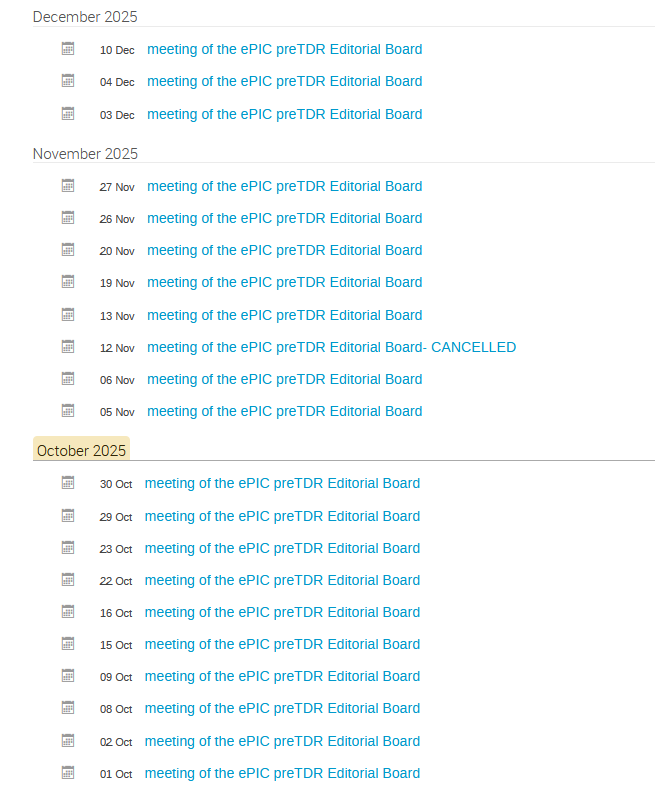 December 2025
10 Dec meeting of the ePIC preTDR Editorial Board
04 Dec meeting of the ePIC preTDR Editorial Board
03 Dec meeting of the ePIC preTDR Editorial Board
November 2025
27 Nov meeting of the ePIC preTDR Editorial Board
26 Nov meeting of the ePIC preTDR Editorial Board
20 Nov meeting of the ePIC preTDR Editorial Board
19 Nov meeting of the ePIC preTDR Editorial Board
13 Nov meeting of the ePIC preTDR Editorial Board
12 Nov meeting of the ePIC preTDR Editorial Board- CANCELLED
06 Nov meeting of the ePIC preTDR Editorial Board
05 Nov meeting of the ePIC preTDR Editorial Board
October 2025
30 Oct meeting of the ePIC preTDR Editorial Board
29 Oct meeting of the ePIC preTDR Editorial Board
23 Oct meeting of the ePIC preTDR Editorial Board
22 Oct meeting of the ePIC preTDR Editorial Board
16 Oct meeting of the ePIC preTDR Editorial Board
15 Oct meeting of the ePIC preTDR Editorial Board
09 Oct meeting of the ePIC preTDR Editorial Board
08 Oct meeting of the ePIC preTDR Editorial Board
02 Oct meeting of the ePIC preTDR Editorial Board
01 Oct meeting of the ePIC preTDR Editorial Board